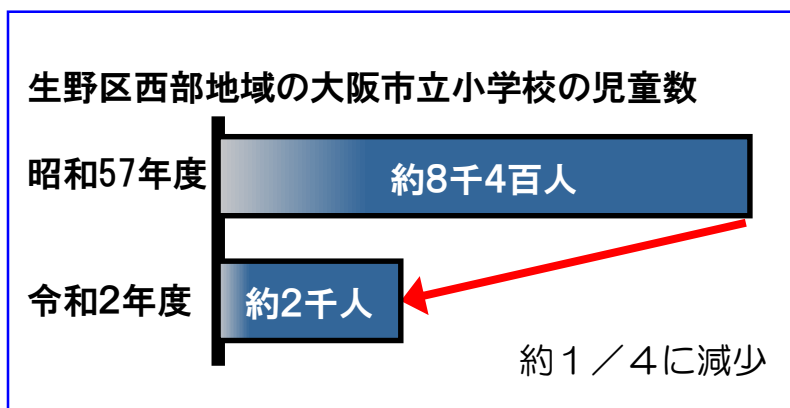 生野区西部地域の大阪市立小学校の児童数
昭和57年度
約8千4百人
令和2年度
約2千人
約１／４に減少